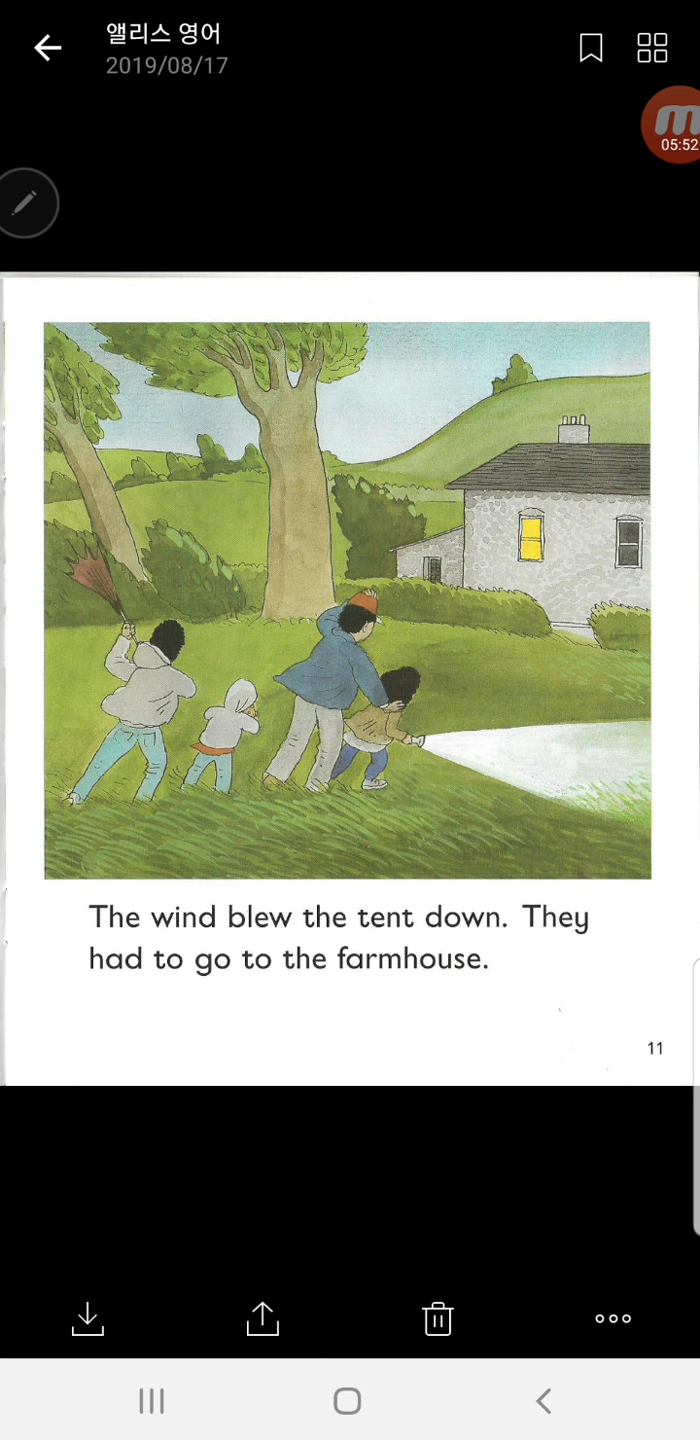 앨리스 영어
2019/08/17
05:52
The wind blew the tent down. They
had to go to the farmhouse.
11